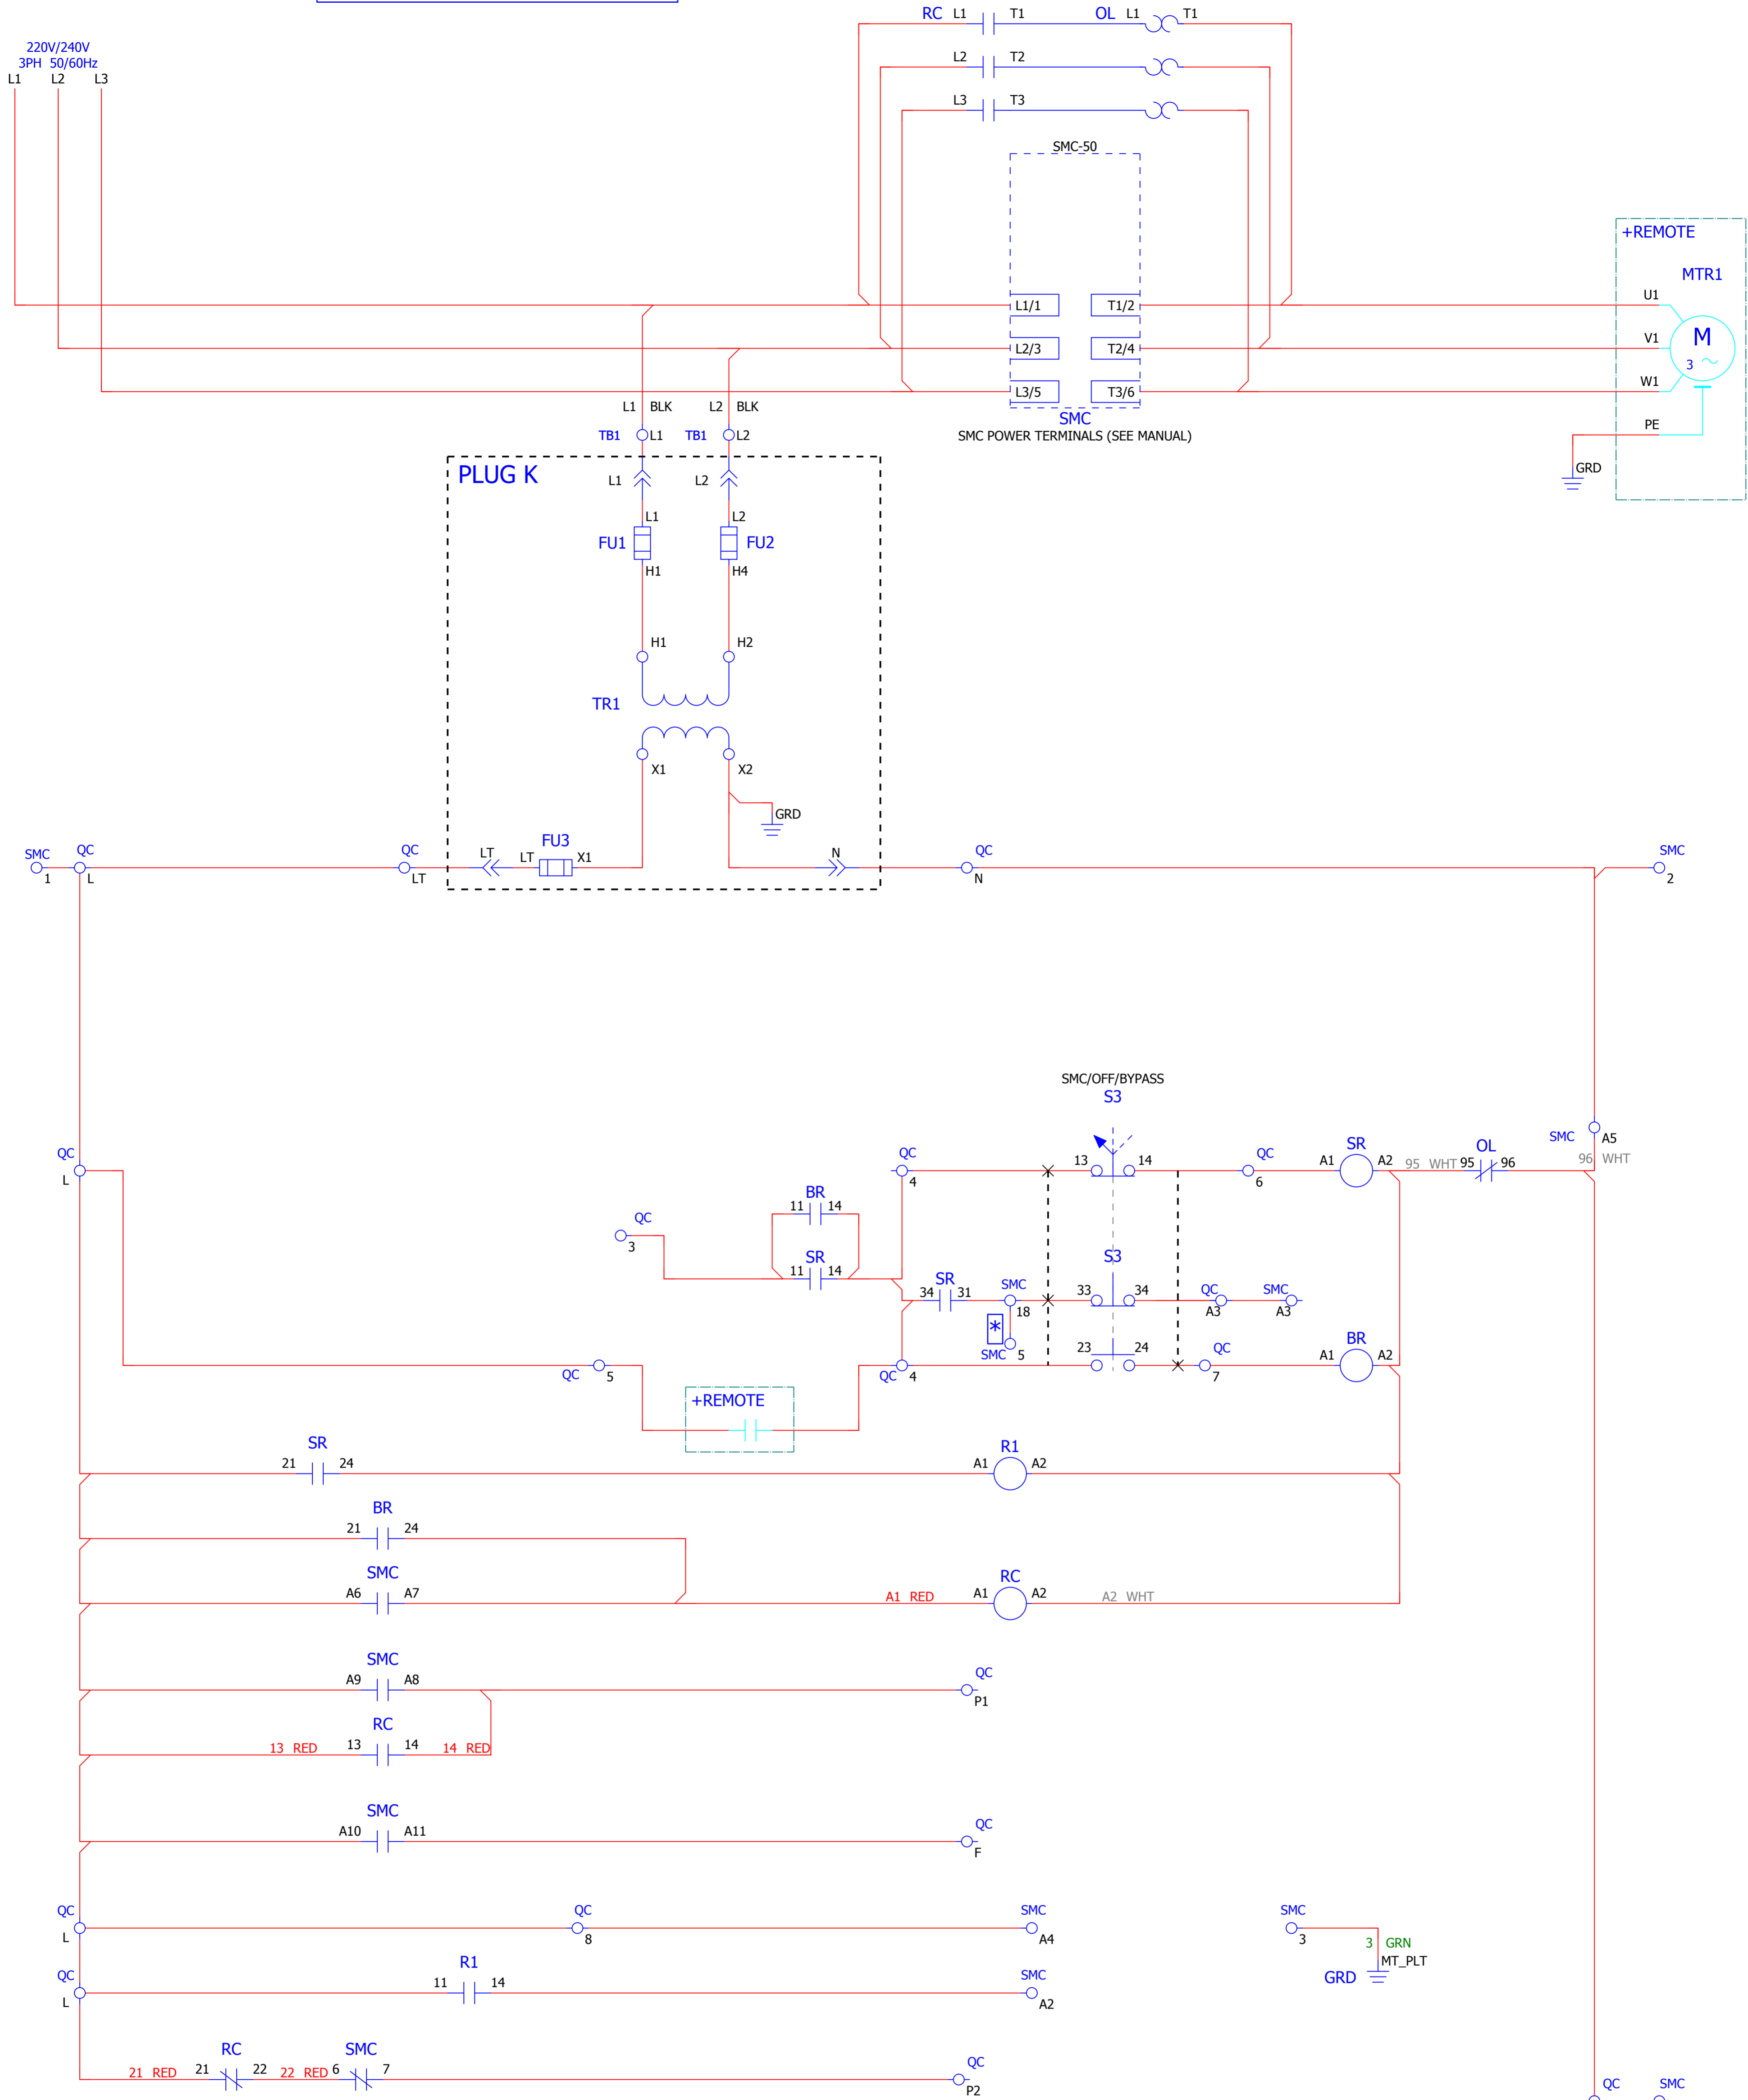 RC L1 T1 OL L1 T1
220V/240V
3PH 50/60Hz
L1 L2 L3
L2 T2
L3 T3
SMC-50
+REMOTE
MTR1
U1
L1/1 T1/2
V1
M
3
L2/3 T2/4
W1
L3/5 T3/6
L1 BLK L2 BLK
SMC
PE
TB1 L1 TB1 L2
SMC POWER TERMINALS (SEE MANUAL)
GRD
PLUG K
L1 L2
L1 L2
FU1 FU2
H1 H4
H1 H2
TR1
X1 X2
GRD
FU3
SMC QC QC LT LT X1 N QC SMC
1 L LT N 2
SMC/OFF/BYPASS
S3
SMC A5
QC QC 13 14 QC SR OL
A1 A2 95 WHT 95 96 96 WHT
L 4 6
BR
11 14
QC
3
SR
11 14
S3
SR
34 31 SMC 33 34 QC SMC
18 A3 A3
*
SMC 5
23 24 QC BR
A1 A2
QC 5 QC 4 7
+REMOTE
SR
21 24
R1
A1 A2
BR
21 24
SMC
A6 A7
RC
A1 RED A1 A2 A2 WHT
SMC
A9 A8
QC
P1
RC
13 RED 13 14 14 RED
SMC
A10 A11
QC
F
QC QC SMC SMC
L 8 A4 3
3 GRN
MT_PLT
GRD
QC R1 SMC
11 14
L A2
RC SMC
21 RED 21 22 22 RED 6 7
QC
P2
QC SMC